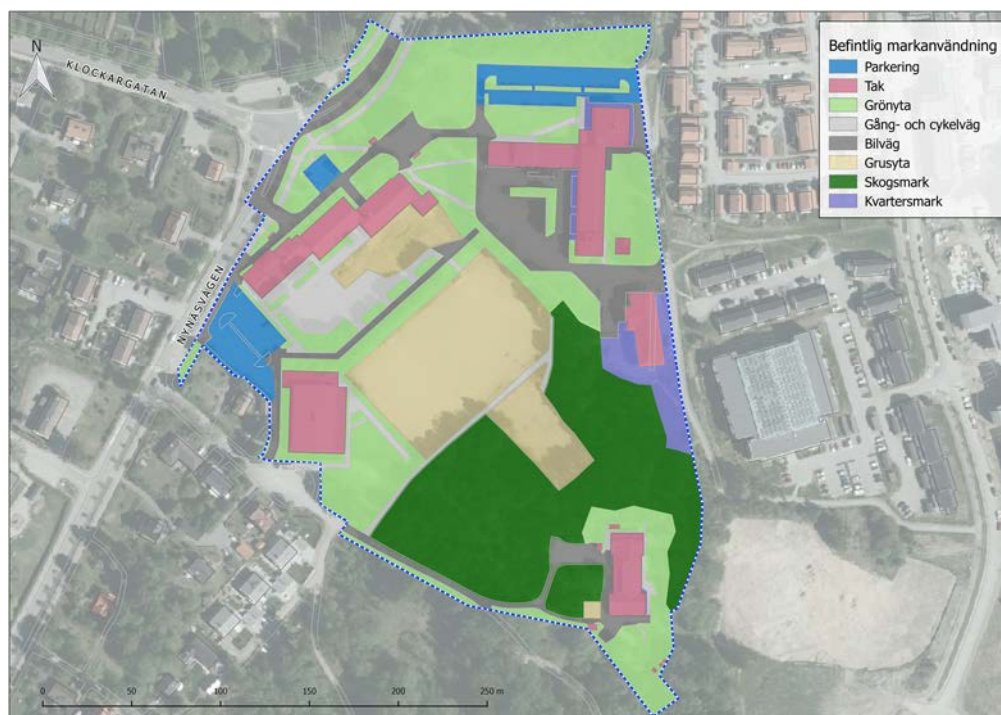 N
KLOCKARGATAN
NYNÄSVÄGEN
Befintlig markanvändning
Parkering
Tak
Grönyta
Gång- och cykelväg
Bilväg
Grusyta
Skogsmark
Kvartersmark
0 50 100 150 200 250 m